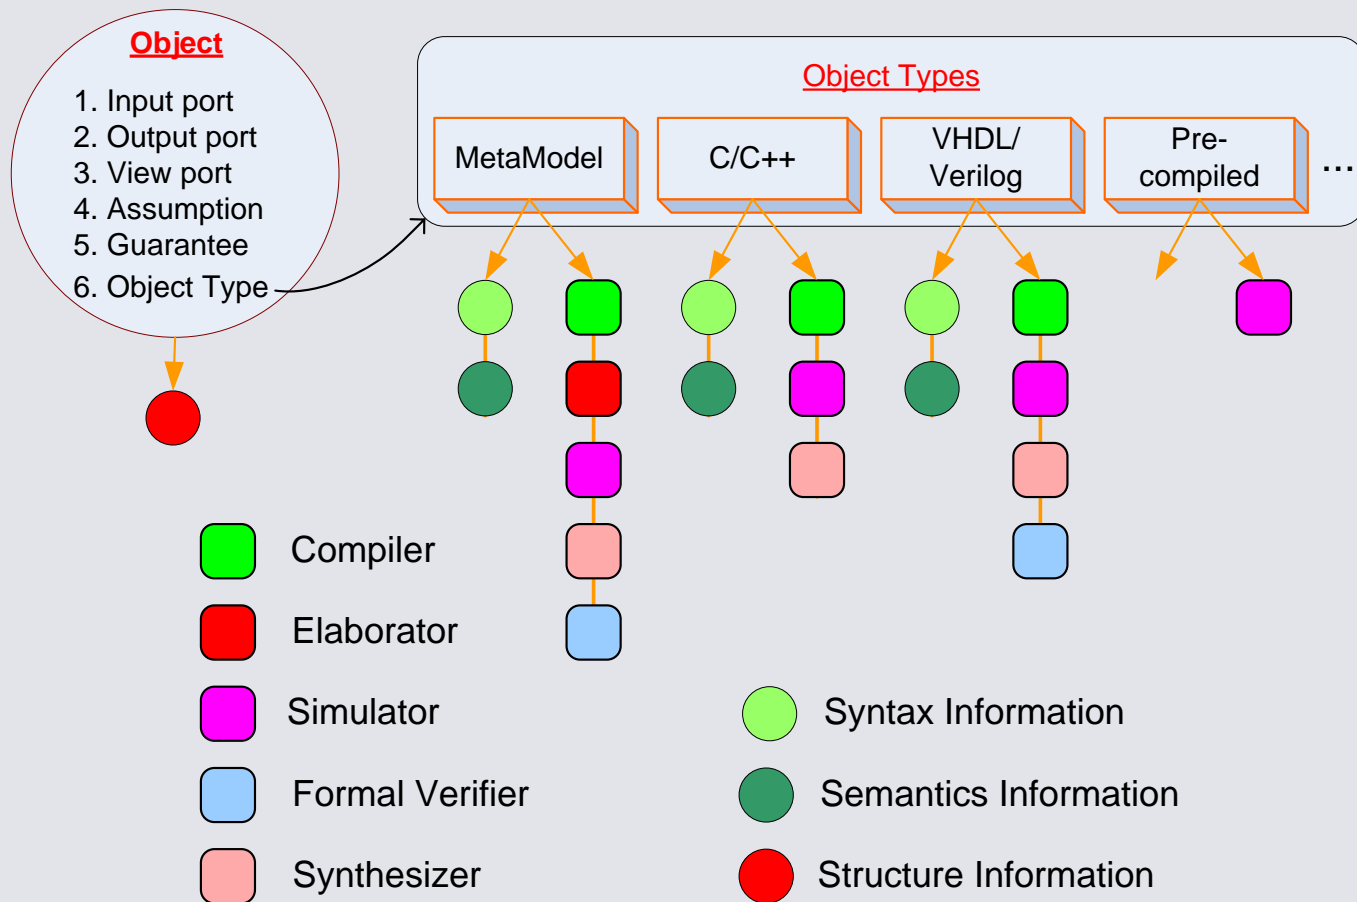 Object
1. Input port
2. Output port
3. View port
4. Assumption
5. Guarantee
6. Object Type
Object Types
MetaModel
C/C++
VHDL/
Verilog
Pre-
compiled
...
Compiler
Elaborator
Simulator
Formal Verifier
Synthesizer
Syntax Information
Semantics Information
Structure Information